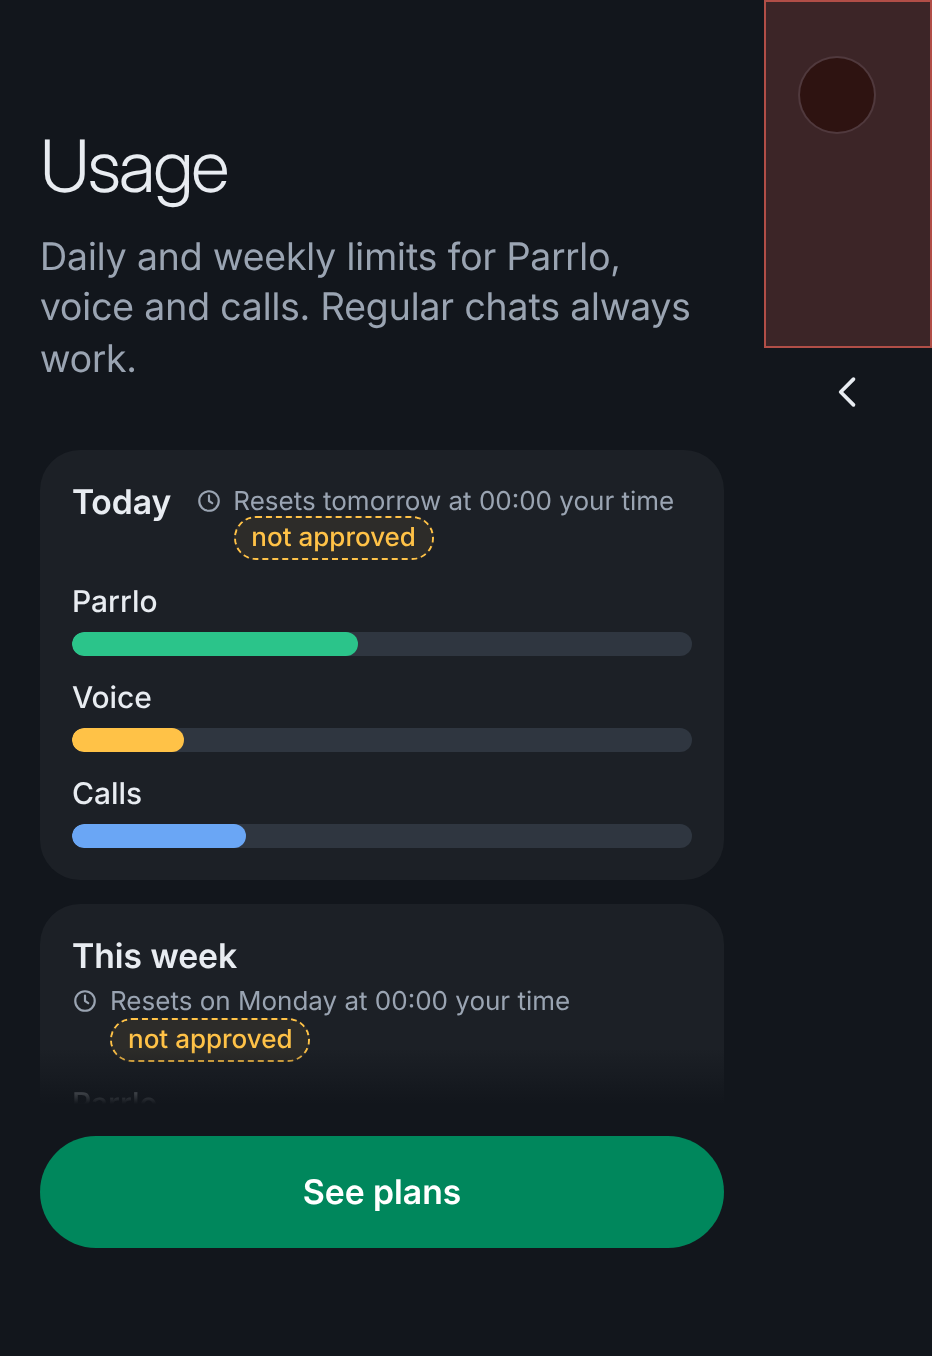 Usage
Daily and weekly limits for Parrlo,
voice and calls. Regular chats always
work.
Today
Resets tomorrow at 00:00 your time
not approved
Parrlo
Voice
Calls
This week
Resets on Monday at 00:00 your time
not approved
Parrlo
See plans